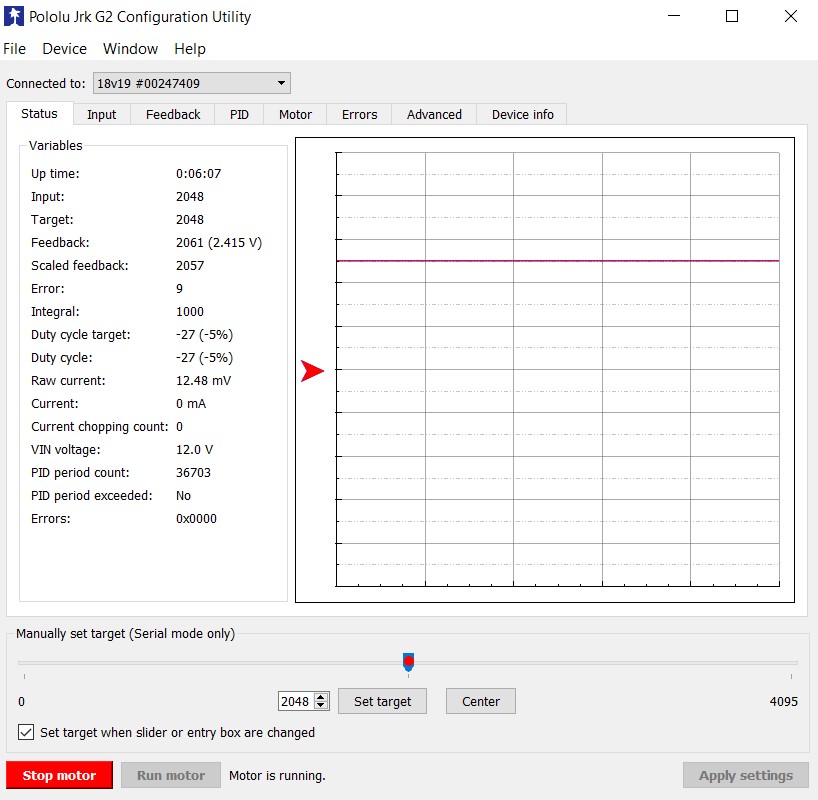 Pololu Jrk G2 Configuration Utility
File Device Window Help
Connected to: 18v19 #00247409
Status Input Feedback PID Motor Errors Advanced Device info
Variables
Up time: 0:06:07
Input: 2048
Target: 2048
Feedback: 2061 (2.415 V)
Scaled feedback: 2057
Error: 9
Integral: 1000
Duty cycle target: -27 (-5%)
Duty cycle: -27 (-5%)
Raw current: 12.48 mV
Current: 0 mA
Current chopping count: 0
VIN voltage: 12.0 V
PID period count: 36703
PID period exceeded: No
Errors: 0x0000
Manually set target (Serial mode only)
0 2048 Set target Center 4095
Set target when slider or entry box are changed
Stop motor Run motor Motor is running. Apply settings